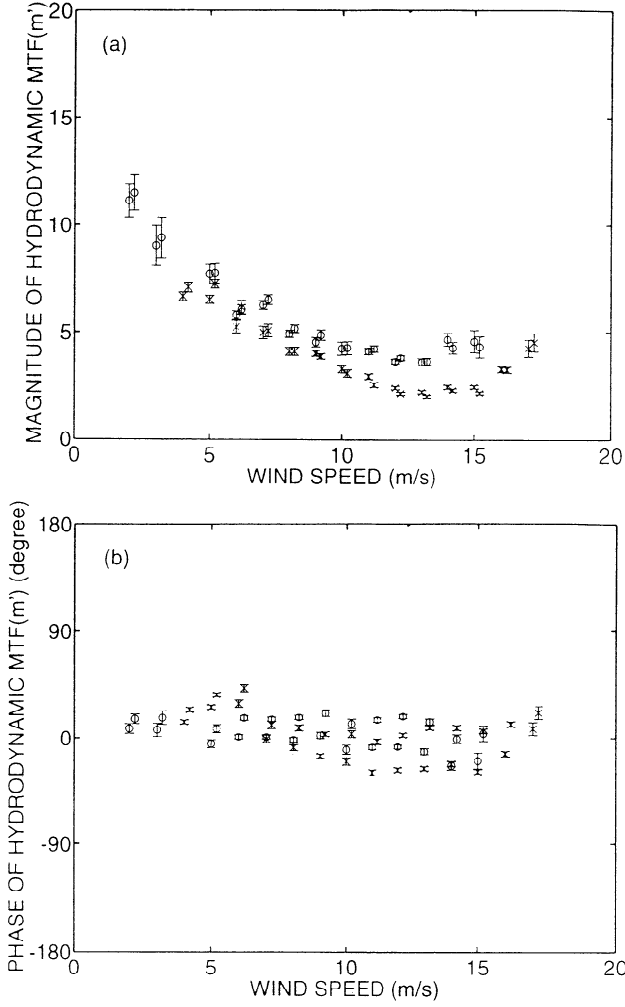 20
(a)
15
10
5
0
MAGNITUDE OF HYDRODYNAMIC MTF(m')
0 5 10 15 20
WIND SPEED (m/s)
180
(b)
90
0
-90
-180
PHASE OF HYDRODYNAMIC MTF(m') (degree)
0 5 10 15 20
WIND SPEED (m/s)